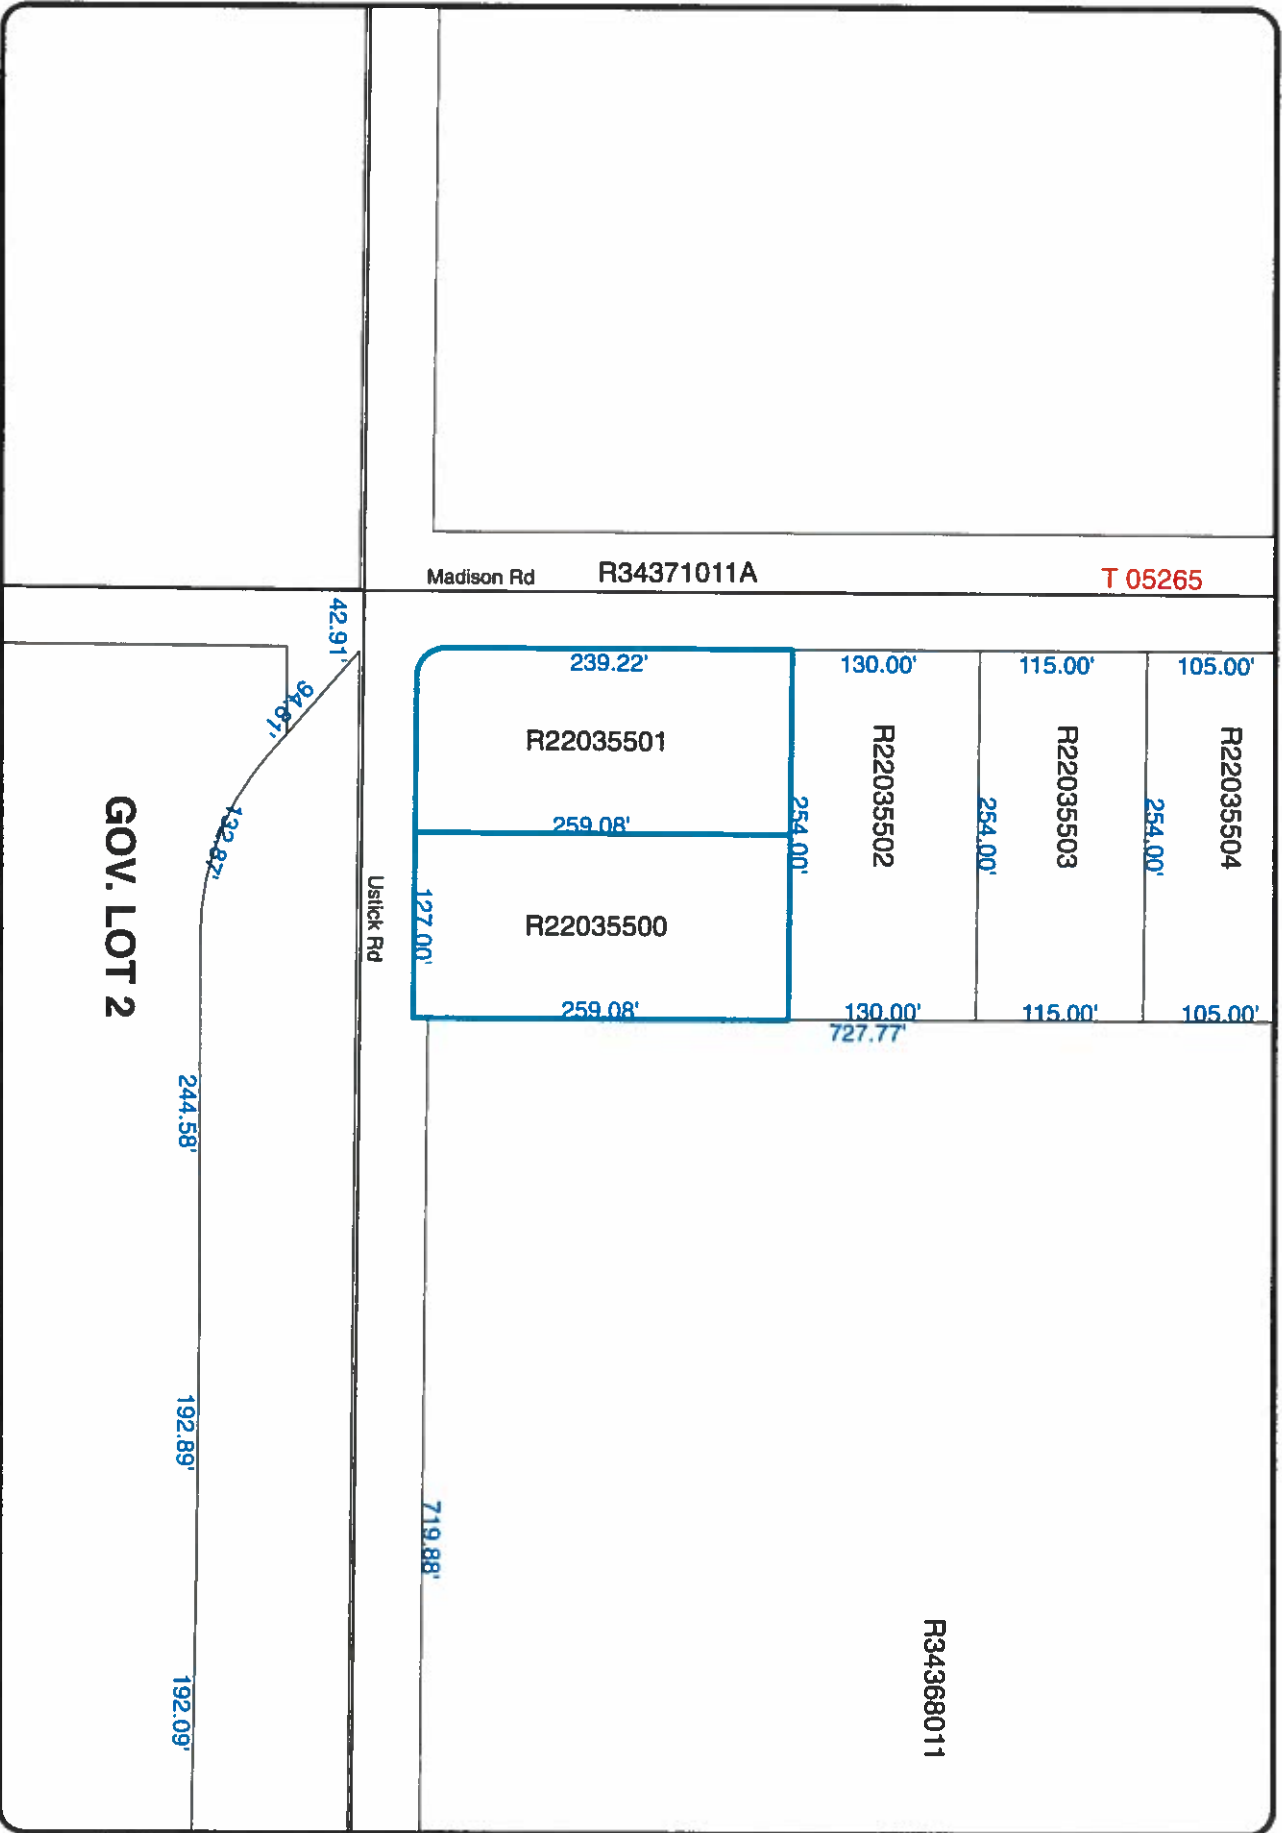 Madison Rd
R34371011A
T 05265
42.91'
94.81'
132.87'
239.22'
130.00'
115.00'
105.00'
R22035501
R22035502
R22035503
R22035504
259.08'
254.00'
254.00'
254.00'
R22035500
127.00'
Ustick Rd
GOV. LOT 2
259.08'
130.00'
115.00'
105.00'
727.77'
244.58'
192.89'
719.88'
192.09'
R34368011